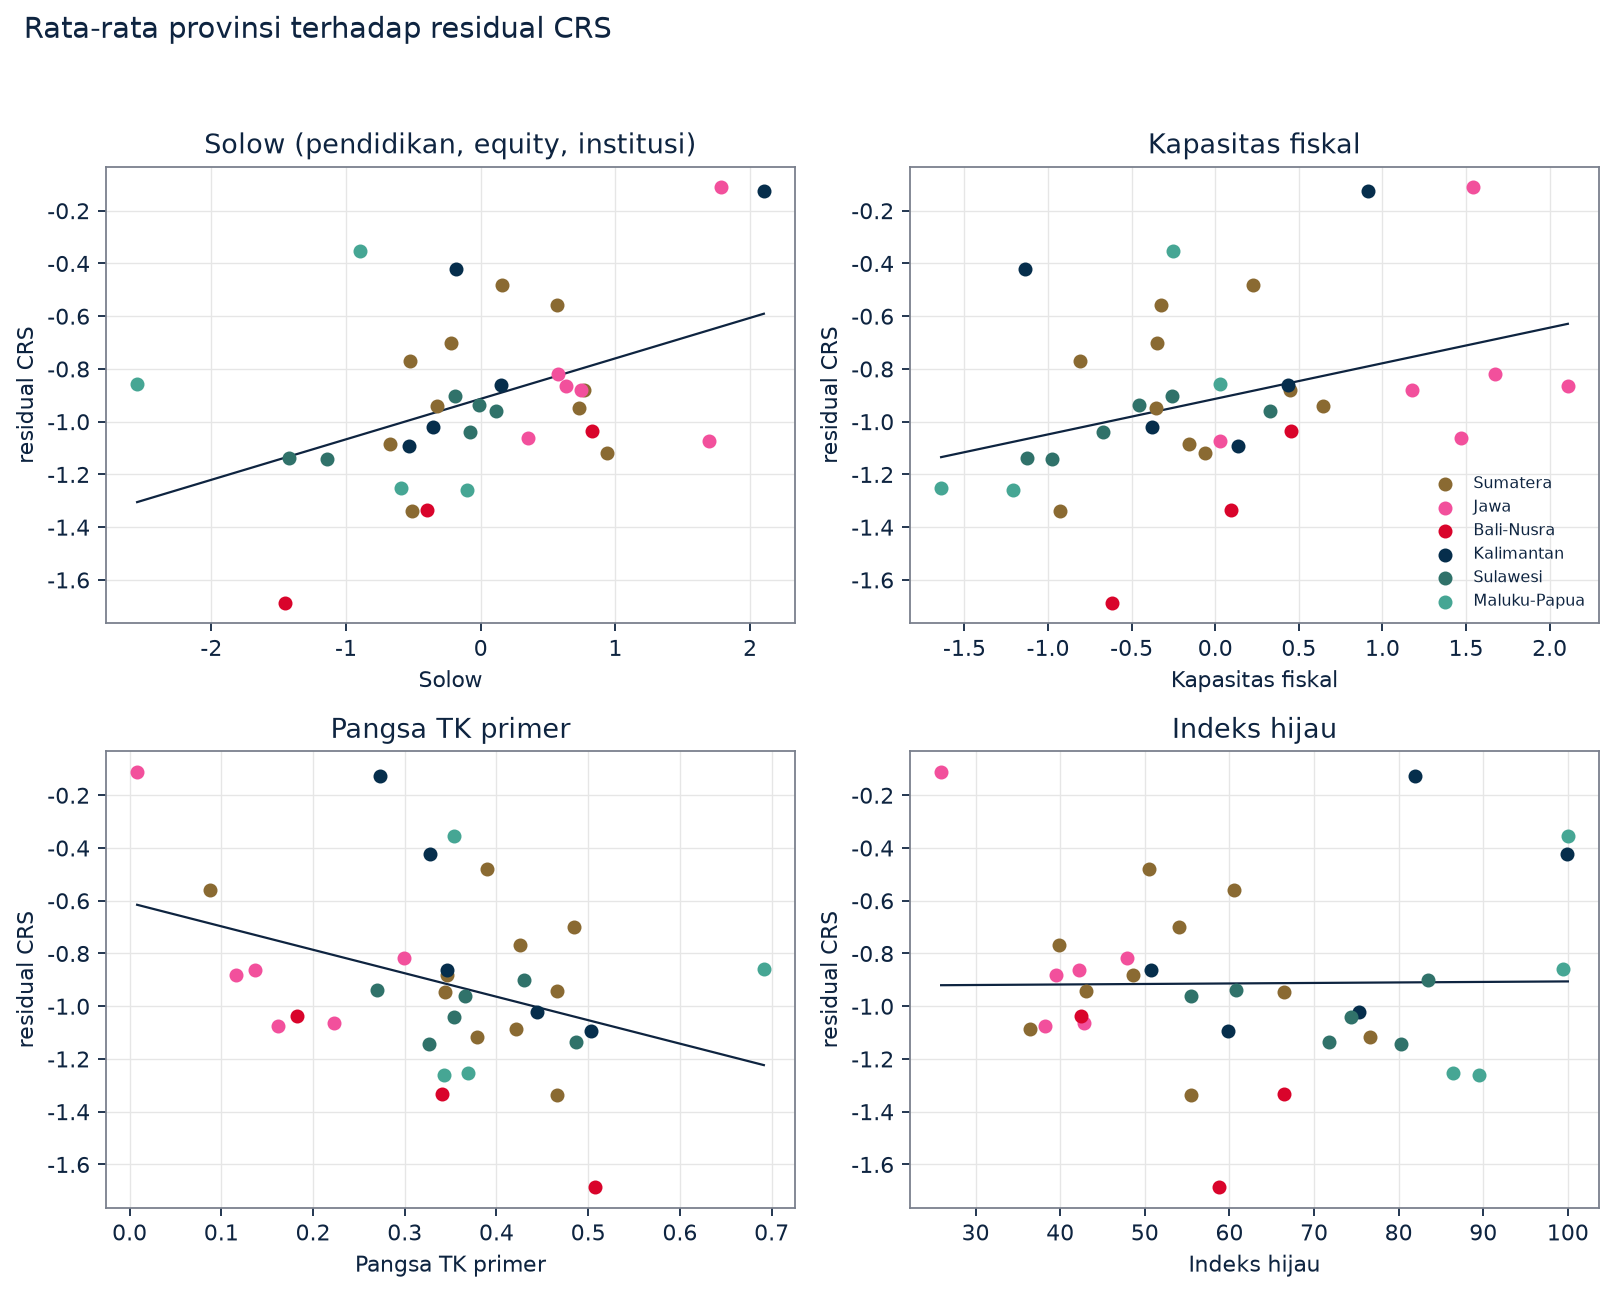 Rata-rata provinsi terhadap residual CRS
Solow (pendidikan, equity, institusi)
residual CRS
-0.2
-0.4
-0.6
-0.8
-1.0
-1.2
-1.4
-1.6
-2 -1 0 1 2
Solow
Kapasitas fiskal
residual CRS
-0.2
-0.4
-0.6
-0.8
-1.0
-1.2
-1.4
-1.6
Sumatera
Jawa
Bali-Nusra
Kalimantan
Sulawesi
Maluku-Papua
-1.5 -1.0 -0.5 0.0 0.5 1.0 1.5 2.0
Kapasitas fiskal
Pangsa TK primer
residual CRS
-0.2
-0.4
-0.6
-0.8
-1.0
-1.2
-1.4
-1.6
0.0 0.1 0.2 0.3 0.4 0.5 0.6 0.7
Pangsa TK primer
Indeks hijau
residual CRS
-0.2
-0.4
-0.6
-0.8
-1.0
-1.2
-1.4
-1.6
30 40 50 60 70 80 90 100
Indeks hijau